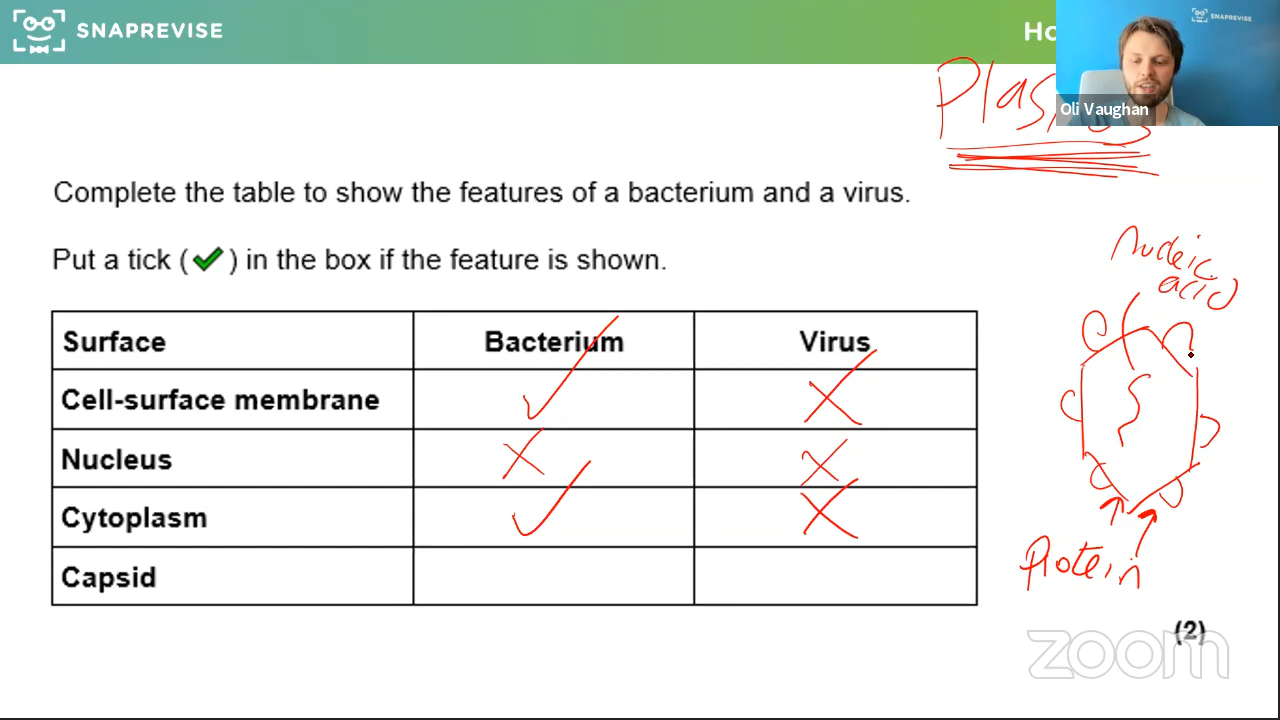 SNAPREVISE
Ho
SNAPREVISE
Oli Vaughan
Complete the table to show the features of a bacterium and a virus.
Put a tick (✔) in the box if the feature is shown.
Nucleic
acid
Surface Bacterium Virus
Cell-surface membrane ✓ X
Nucleus X X
Cytoplasm ✓ X
Capsid
Protein
(2)
zoom